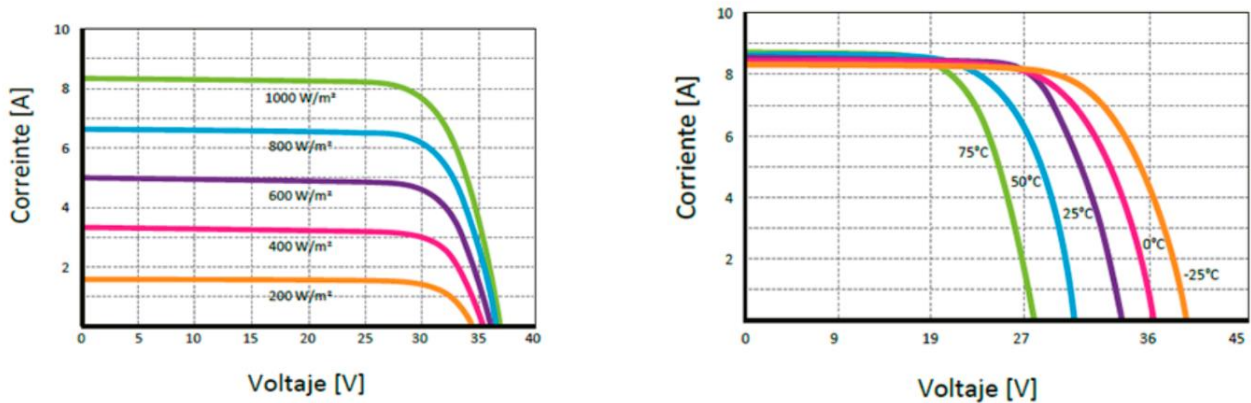 Correinte [A]
10
8
6
4
2
1000 W/m²
800 W/m²
600 W/m²
400 W/m²
200 W/m²
0 5 10 15 20 25 30 35 40
Voltaje [V]
Corriente [A]
10
8
6
4
2
75°C
50°C
25°C
0°C
-25°C
0 9 19 27 36 45
Voltaje [V]